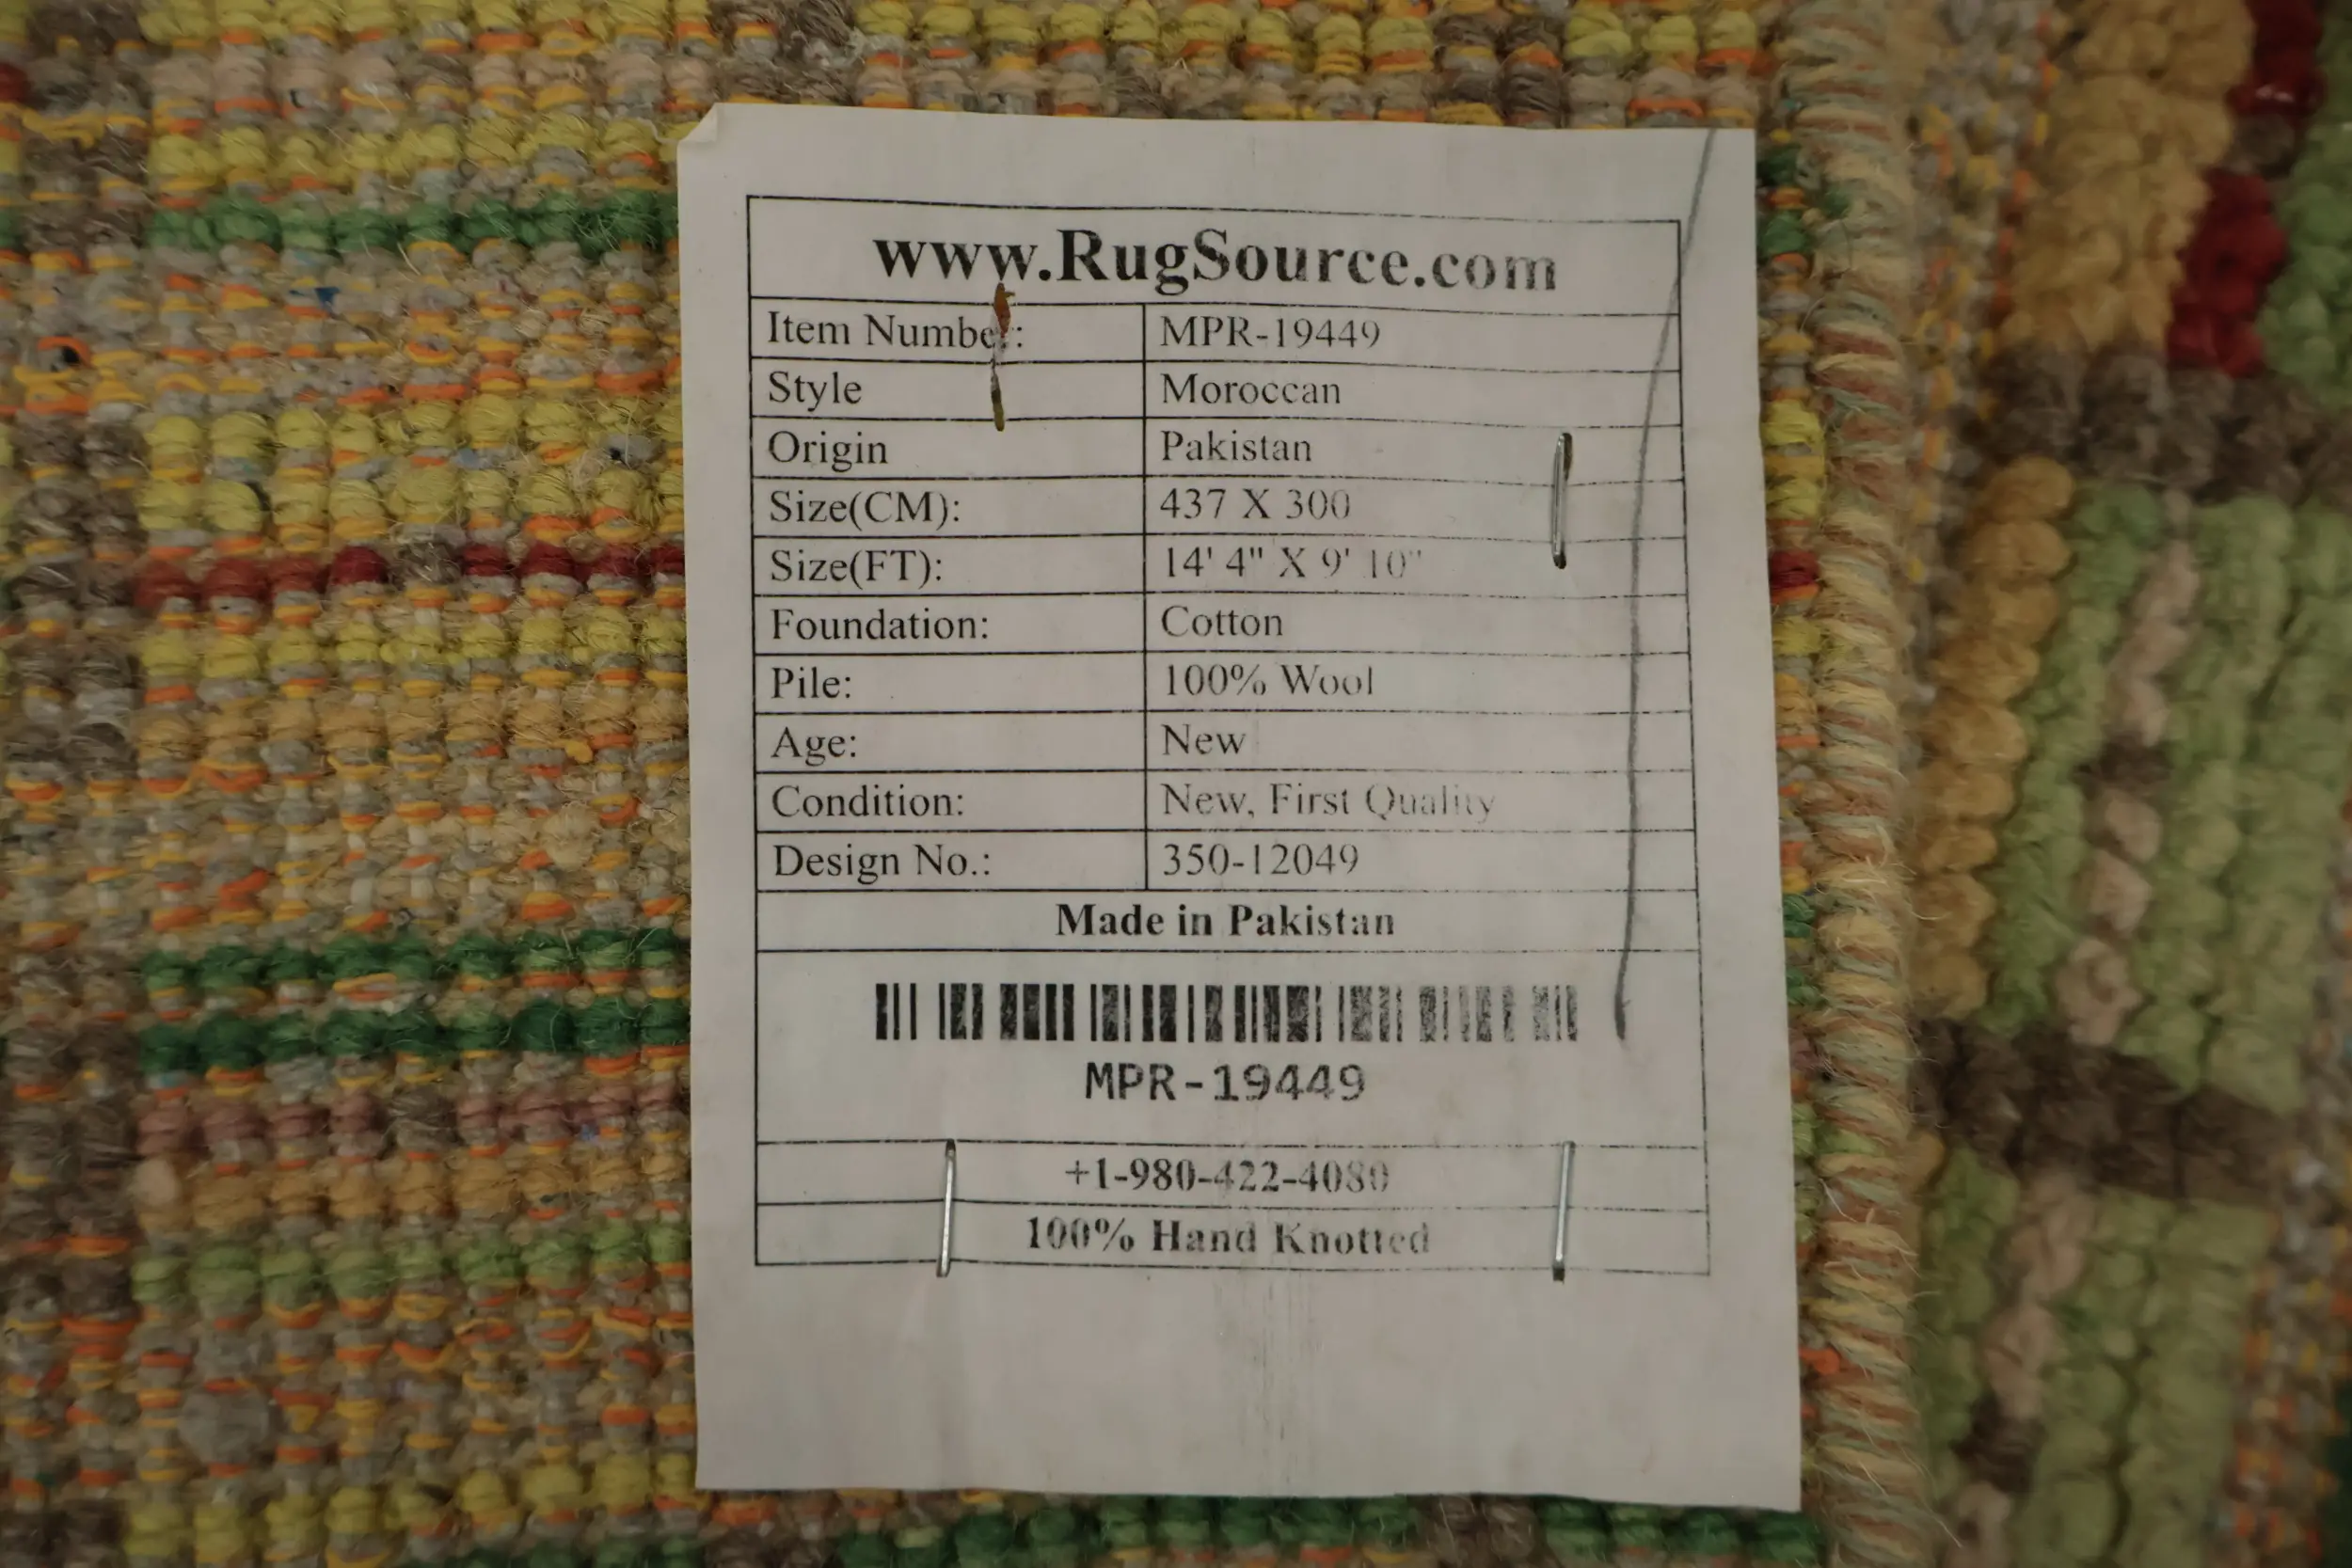 www.RugSource.com
Item Number: MPR-19449
Style Moroccan
Origin Pakistan
Size(CM): 437 X 300
Size(FT): 14' 4" X 9' 10"
Foundation: Cotton
Pile: 100% Wool
Age: New
Condition: New, First Quality
Design No.: 350-12049
Made in Pakistan
MPR-19449
+1-980-422-4080
100% Hand Knotted